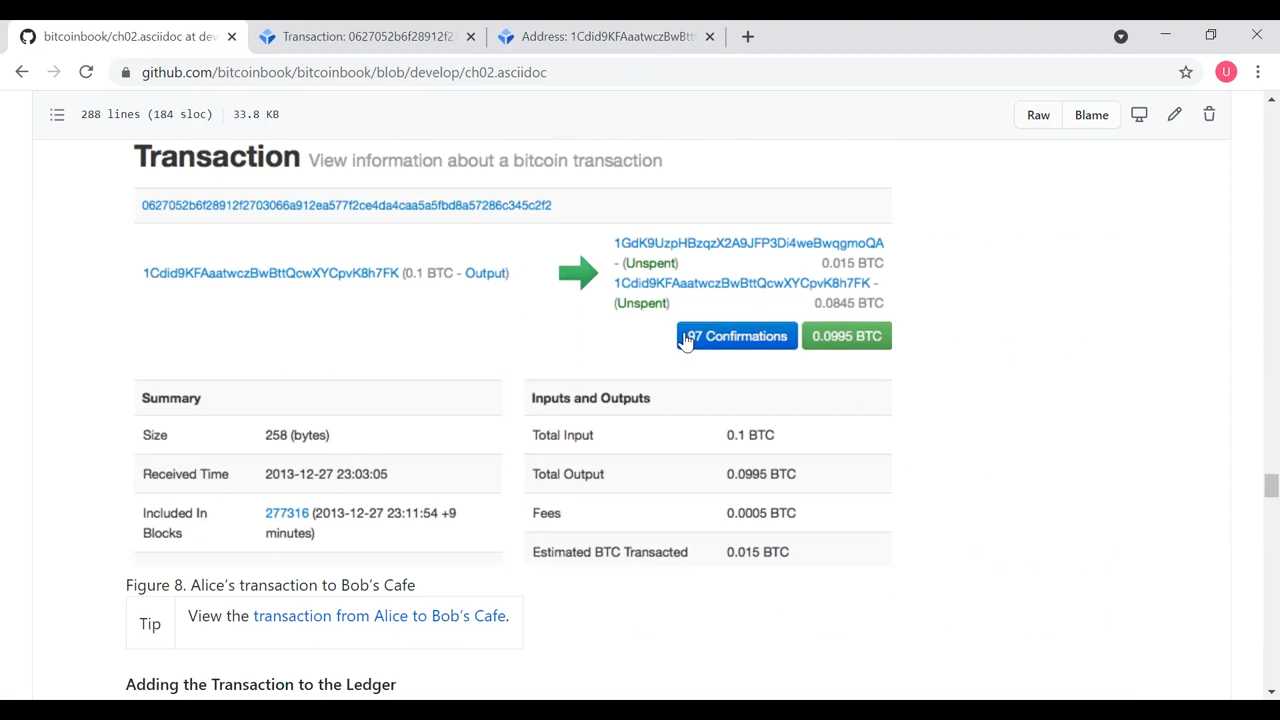 bitcoinbook/ch02.asciidoc at dev
Transaction: 0627052b6f28912f2
Address: 1Cdid9KFAaatwczBwBtt
github.com/bitcoinbook/bitcoinbook/blob/develop/ch02.asciidoc
U
288 lines (184 sloc) 33.8 KB
Raw Blame
Transaction View information about a bitcoin transaction
0627052b6f28912f2703066a912ea577f2ce4da4caa5a5fbd8a57286c345c2f2
1GdK9UzpHBzqzX2A9JFP3Di4weBwqgmoQA
- (Unspent) 0.015 BTC
1Cdid9KFAaatwczBwBttQcwXYCpvK8h7FK (0.1 BTC - Output)
1Cdid9KFAaatwczBwBttQcwXYCpvK8h7FK -
(Unspent) 0.0845 BTC
97 Confirmations 0.0995 BTC
Summary
Size 258 (bytes)
Received Time 2013-12-27 23:03:05
Included In Blocks 277316 (2013-12-27 23:11:54 +9 minutes)
Inputs and Outputs
Total Input 0.1 BTC
Total Output 0.0995 BTC
Fees 0.0005 BTC
Estimated BTC Transacted 0.015 BTC
Figure 8. Alice's transaction to Bob's Cafe
Tip View the transaction from Alice to Bob's Cafe.
Adding the Transaction to the Ledger